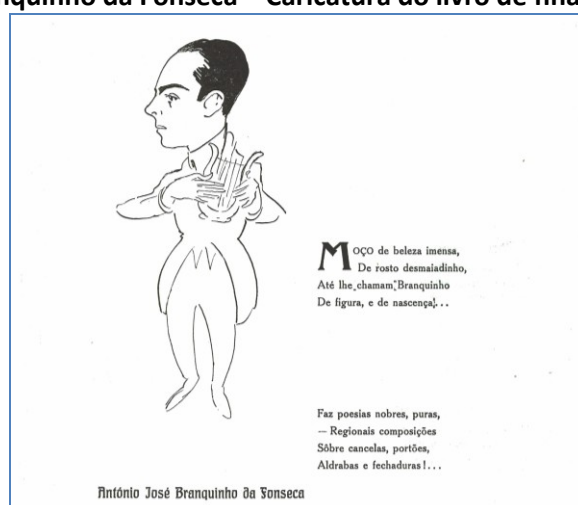 nquinho da Fonseca – Caricatura do livro de fina
Moço de beleza imensa,
De rosto desmaiadinho,
Até lhe chamam Branquinho
De figura, e de nascença!...
Faz poesias nobres, puras,
— Regionais composições
Sôbre cancelas, portões,
Aldrabas e fechaduras!...
António José Branquinho da Fonseca